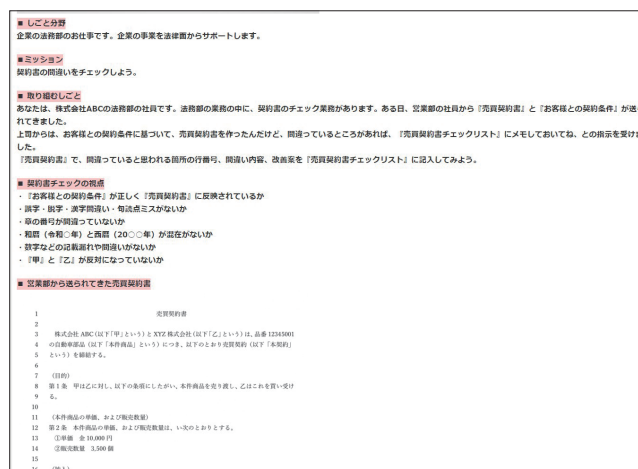 ■ しごと分野
企業の法務部のお仕事です。企業の事業を法律面からサポートします。
■ミッション
契約書の間違いをチェックしよう。
■ 取り組むしごと
あなたは、株式会社ABCの法務部の社員です。法務部の業務の中に、契約書のチェック業務があります。ある日、営業部の社員から『売買契約書』と『お客様との契約条件』が送ら
れてきました。
上司からは、お客様との契約条件に基づいて、売買契約書を作ったんだけど、間違っているところがあれば、『売買契約書チェックリスト』にメモしておいてね、との指示を受けま
した。
『売買契約書』で、間違っていると思われる箇所の行番号、間違い内容、改善案を『売買契約書チェックリスト』に記入してみよう。
■ 契約書チェックの視点
・『お客様との契約条件』が正しく『売買契約書』に反映されているか
・誤字・脱字・漢字間違い・句読点ミスがないか
・章の番号が間違っていないか
・和暦（令和○年）と西暦（20○○年）が混在がないか
・数字などの記載漏れや間違いがないか
・『甲』と『乙』が反対になっていないか
■ 営業部から送られてきた売買契約書
1 売買契約書
2
3 株式会社 ABC（以下「甲」という）と XYZ 株式会社（以下「乙」という）は、品番 12345001
4 の自動車部品（以下「本件商品」という）につき、以下のとおり売買契約（以下「本契約」
5 という）を締結する、
6
7 （目的）
8 第 1 条 甲は乙に対し、以下の条項にしたがい、本件商品を売り渡し、乙はこれを買い受け
9 る。
10
11 （本件商品の単価、および販売数量）
12 第 2 条 本件商品の単価、および販売数量は、い次のとおりとする。
13 ①単価 金 10,000 円
14 ②販売数量 3,500 個
15